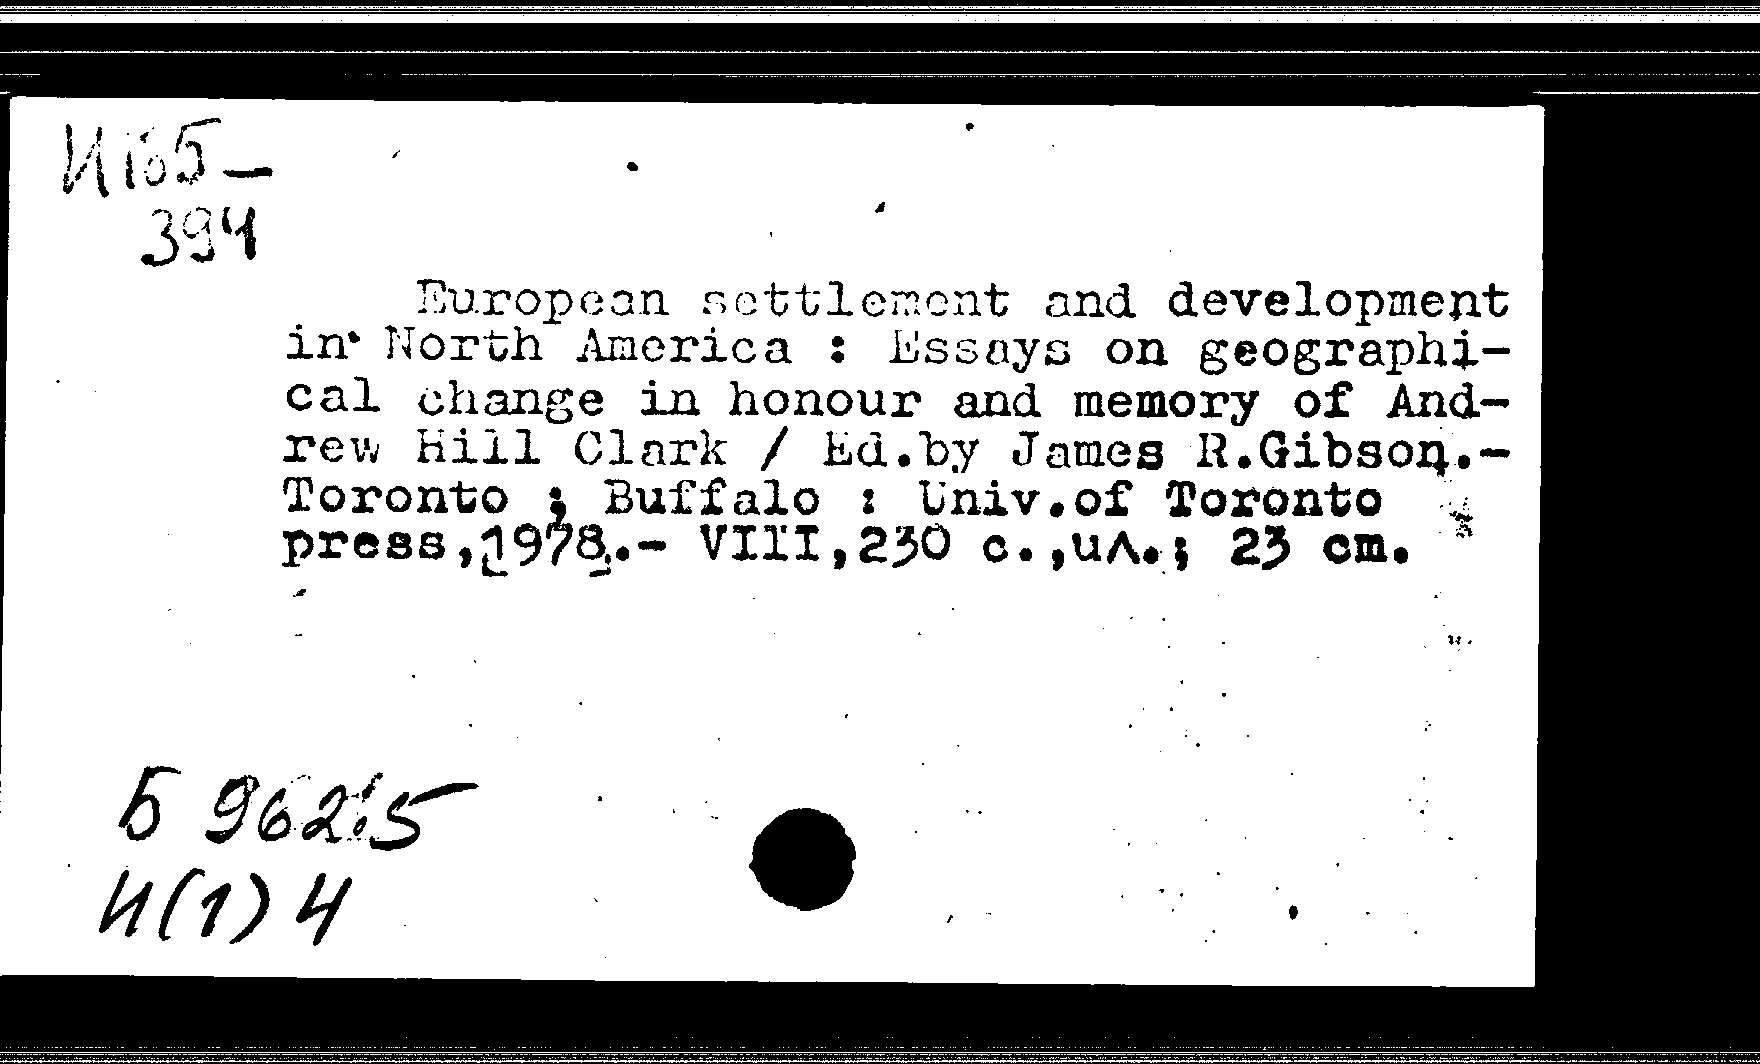 И165-
394
European settlement and development
in North America : Essays on geographi-
cal change in honour and memory of And-
rew Hill Clark / Ed.by James R.Gibson.-
Toronto ; Buffalo : Univ.of Toronto
press,1978.- VIII,230 с.,ил.; 23 cm.
Б 962:5
И(1)4